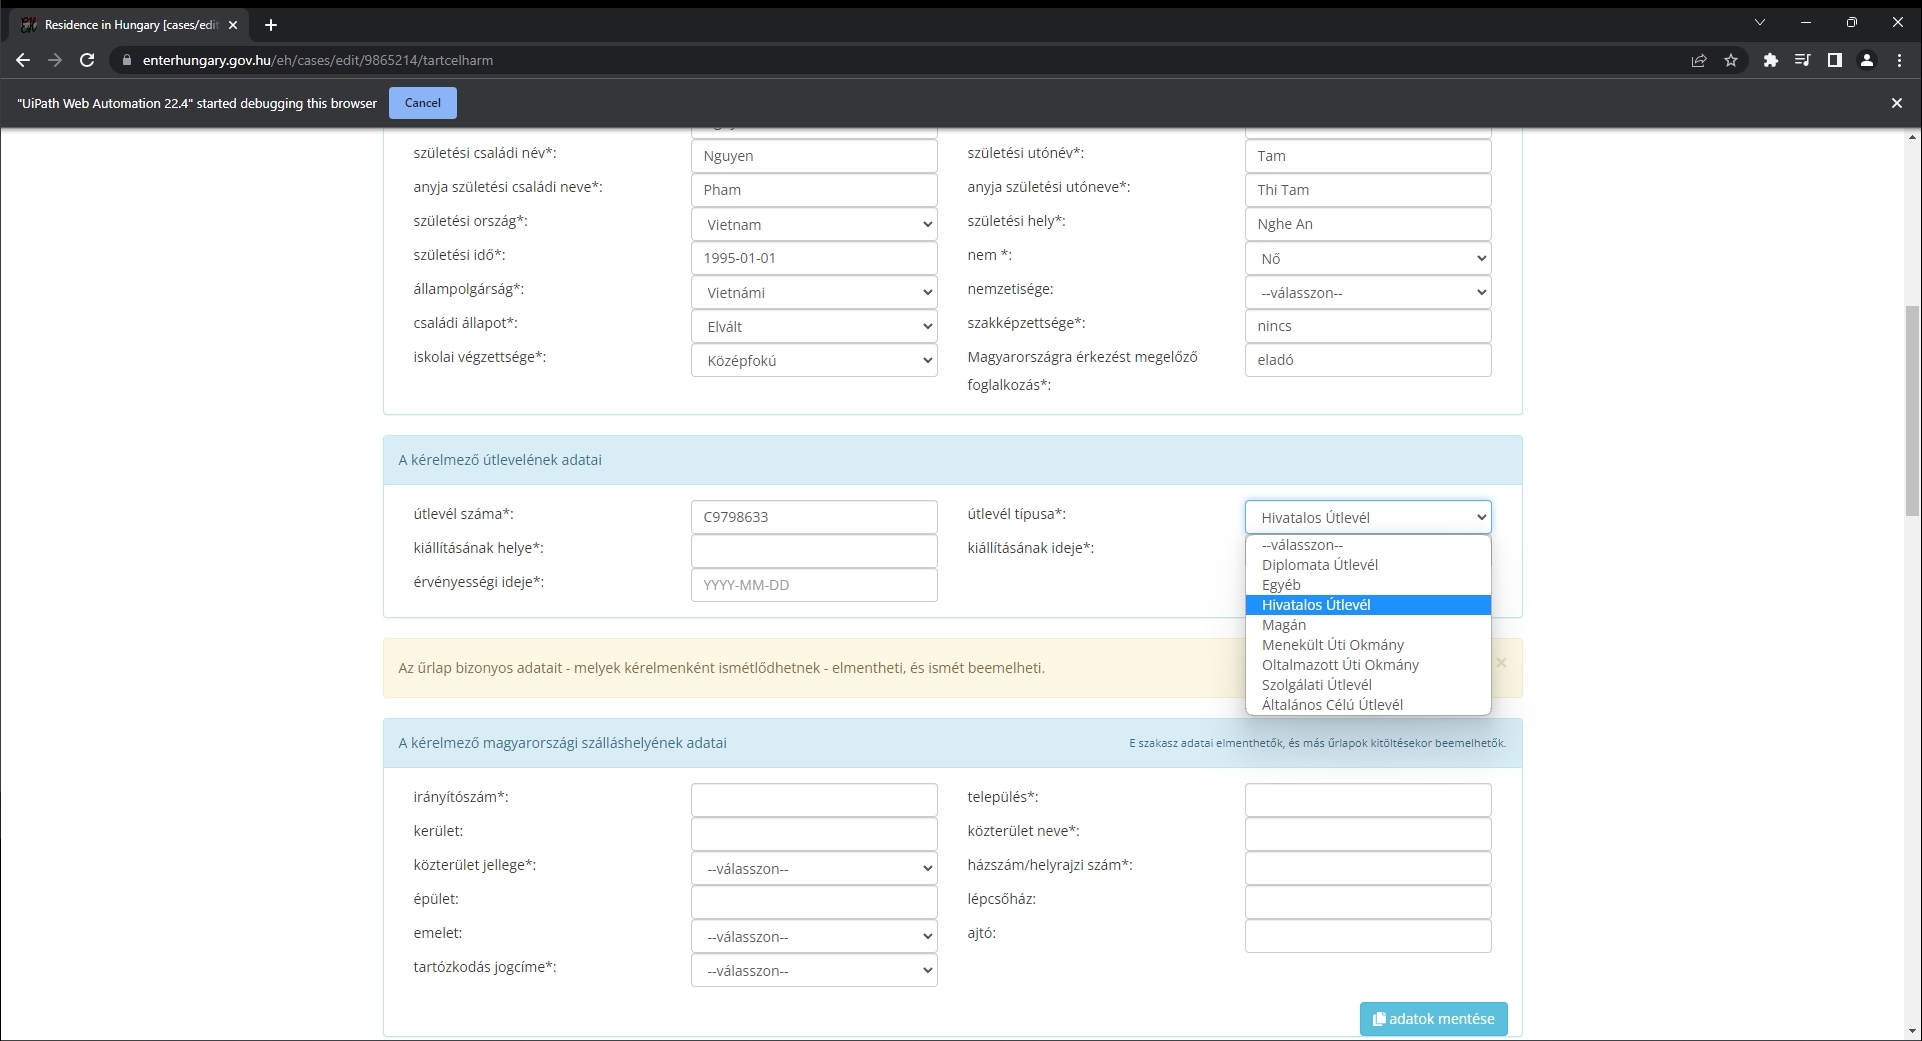 Residence in Hungary [cases/edit
enterhungary.gov.hu/eh/cases/edit/9865214/tartcelharm
"UiPath Web Automation 22.4" started debugging this browser Cancel
születési családi név*: Nguyen születési utónév*: Tam
anyja születési családi neve*: Pham anyja születési utóneve*: Thi Tam
születési ország*: Vietnam születési hely*: Nghe An
születési idő*: 1995-01-01 nem *: Nő
állampolgárság*: Vietnámi nemzetisége: --válasszon--
családi állapot*: Elvált szakképzettsége*: nincs
iskolai végzettsége*: Középfokú Magyarországra érkezést megelőző eladó
foglalkozás*:
A kérelmező útlevelének adatai
útlevél száma*: C9798633 útlevél típusa*: Hivatalos Útlevél
kiállításának helye*: kiállításának ideje*:
--válasszon--
Diplomata Útlevél
érvényességi ideje*: YYYY-MM-DD Egyéb
Hivatalos Útlevél
Magán
Menekült Úti Okmány
Oltalmazott Úti Okmány
Szolgálati Útlevél
Általános Célú Útlevél
Az űrlap bizonyos adatait - melyek kérelmenként ismétlődhetnek - elmentheti, és ismét beemelheti.
A kérelmező magyarországi szálláshelyének adatai E szakasz adatai elmenthetők, és más űrlapok kitöltésekor beemelhetők.
irányítószám*: település*:
kerület: közterület neve*:
közterület jellege*: --válasszon-- házszám/helyrajzi szám*:
épület: lépcsőház:
emelet: --válasszon-- ajtó:
tartózkodás jogcíme*: --válasszon--
adatok mentése